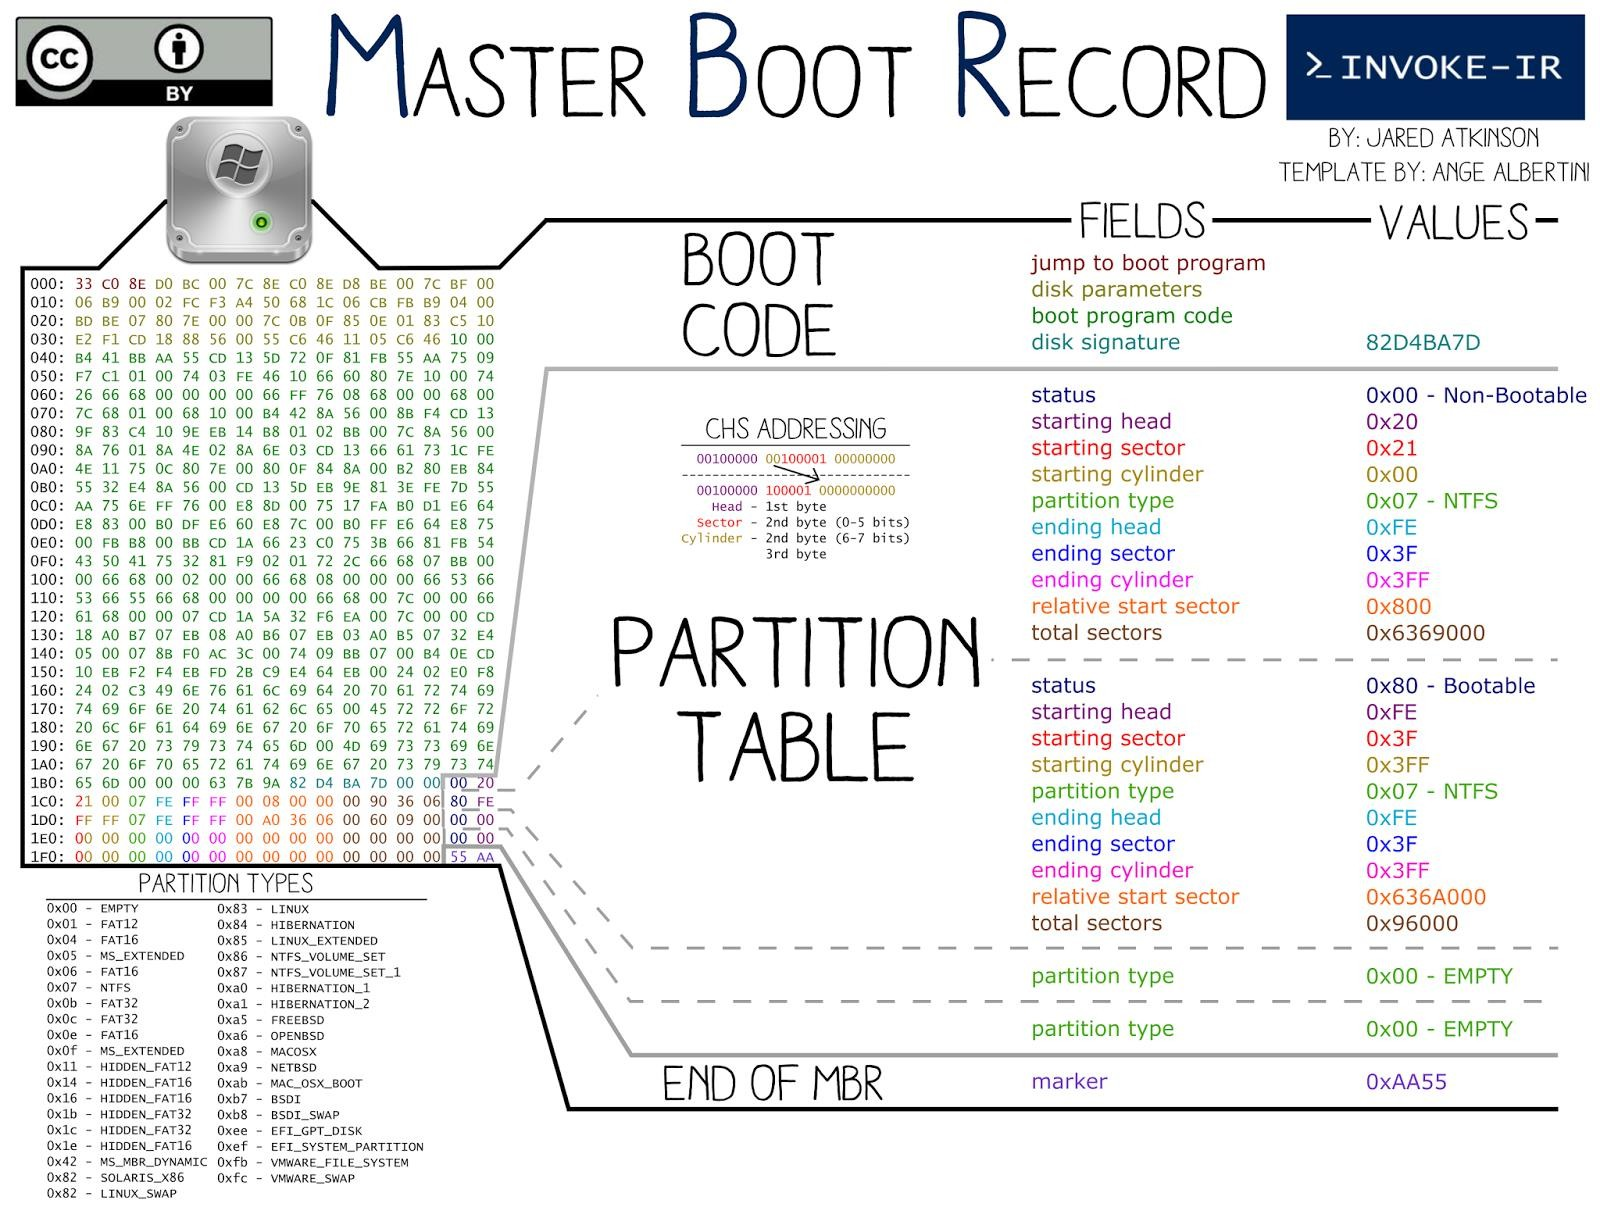 CC BY
MASTER BOOT RECORD
>_ INVOKE-IR
BY: JARED ATKINSON
TEMPLATE BY: ANGE ALBERTINI
000: 33 C0 8E D0 BC 00 7C 8E C0 8E D8 BE 00 7C BF 00
010: 06 B9 00 02 FC F3 A4 50 68 1C 06 CB FB B9 04 00
020: BD BE 07 80 7E 00 00 7C 0B 0F 85 0E 01 83 C5 10
030: E2 F1 CD 18 88 56 00 55 C6 46 11 05 C6 46 10 00
040: B4 41 BB AA 55 CD 13 5D 72 0F 81 FB 55 AA 75 09
050: F7 C1 01 00 74 03 FE 46 10 66 60 80 7E 10 00 74
060: 26 66 68 00 00 00 00 66 FF 76 08 68 00 00 68 00
070: 7C 68 01 00 68 10 00 B4 42 8A 56 00 8B F4 CD 13
080: 9F 83 C4 10 9E EB 14 B8 01 02 BB 00 7C 8A 56 00
090: 8A 76 01 8A 4E 02 8A 6E 03 CD 13 66 61 73 1C FE
0A0: 4E 11 75 0C 80 7E 00 80 0F 84 8A 00 B2 80 EB 84
0B0: 55 32 E4 8A 56 00 CD 13 5D EB 9E 81 3E FE 7D 55
0C0: AA 75 6E FF 76 00 E8 8D 00 75 17 FA B0 D1 E6 64
0D0: E8 83 00 B0 DF E6 60 E8 7C 00 B0 FF E6 64 E8 75
0E0: 00 FB B8 00 BB CD 1A 66 23 C0 75 3B 66 81 FB 54
0F0: 43 50 41 75 32 81 F9 02 01 72 2C 66 68 07 BB 00
100: 00 66 68 00 02 00 00 66 68 08 00 00 00 66 53 66
110: 53 66 55 66 68 00 00 00 00 66 68 00 7C 00 00 66
120: 61 68 00 00 07 CD 1A 5A 32 F6 EA 00 7C 00 00 CD
130: 18 A0 B7 07 EB 08 A0 B6 07 EB 03 A0 B5 07 32 E4
140: 05 00 07 8B F0 AC 3C 00 74 09 BB 07 00 B4 0E CD
150: 10 EB F2 F4 EB FD 2B C9 E4 64 EB 00 24 02 E0 F8
160: 24 02 C3 49 6E 76 61 6C 69 64 20 70 61 72 74 69
170: 74 69 6F 6E 20 74 61 62 6C 65 00 45 72 72 6F 72
180: 20 6C 6F 61 64 69 6E 67 20 6F 70 65 72 61 74 69
190: 6E 67 20 73 79 73 74 65 6D 00 4D 69 73 73 69 6E
1A0: 67 20 6F 70 65 72 61 74 69 6E 67 20 73 79 73 74
1B0: 65 6D 00 00 00 63 7B 9A 82 D4 BA 7D 00 00 00 20
1C0: 21 00 07 FE FF FF 00 08 00 00 00 90 36 06 80 FE
1D0: FF FF 07 FE FF FF 00 A0 36 06 00 60 09 00 00 00
1E0: 00 00 00 00 00 00 00 00 00 00 00 00 00 00 00 00
1F0: 00 00 00 00 00 00 00 00 00 00 00 00 00 00 55 AA
PARTITION TYPES
0x00 - EMPTY
0x01 - FAT12
0x04 - FAT16
0x05 - MS_EXTENDED
0x06 - FAT16
0x07 - NTFS
0x0b - FAT32
0x0c - FAT32
0x0e - FAT16
0x0f - MS_EXTENDED
0x11 - HIDDEN_FAT12
0x14 - HIDDEN_FAT16
0x16 - HIDDEN_FAT16
0x1b - HIDDEN_FAT32
0x1c - HIDDEN_FAT32
0x1e - HIDDEN_FAT16
0x42 - MS_MBR_DYNAMIC
0x82 - SOLARIS_X86
0x82 - LINUX_SWAP
0x83 - LINUX
0x84 - HIBERNATION
0x85 - LINUX_EXTENDED
0x86 - NTFS_VOLUME_SET
0x87 - NTFS_VOLUME_SET_1
0xa0 - HIBERNATION_1
0xa1 - HIBERNATION_2
0xa5 - FREEBSD
0xa6 - OPENBSD
0xa8 - MACOSX
0xa9 - NETBSD
0xab - MAC_OSX_BOOT
0xb7 - BSDI
0xb8 - BSDI_SWAP
0xee - EFI_GPT_DISK
0xef - EFI_SYSTEM_PARTITION
0xfb - VMWARE_FILE_SYSTEM
0xfc - VMWARE_SWAP
FIELDS VALUES
BOOT
CODE
jump to boot program
disk parameters
boot program code
disk signature 82D4BA7D
CHS ADDRESSING
00100000 00100001 00000000
00100000 100001 0000000000
Head - 1st byte
Sector - 2nd byte (0-5 bits)
Cylinder - 2nd byte (6-7 bits)
3rd byte
PARTITION
TABLE
status 0x00 - Non-Bootable
starting head 0x20
starting sector 0x21
starting cylinder 0x00
partition type 0x07 - NTFS
ending head 0xFE
ending sector 0x3F
ending cylinder 0x3FF
relative start sector 0x800
total sectors 0x6369000
status 0x80 - Bootable
starting head 0xFE
starting sector 0x3F
starting cylinder 0x3FF
partition type 0x07 - NTFS
ending head 0xFE
ending sector 0x3F
ending cylinder 0x3FF
relative start sector 0x636A000
total sectors 0x96000
partition type 0x00 - EMPTY
partition type 0x00 - EMPTY
END OF MBR
marker 0xAA55